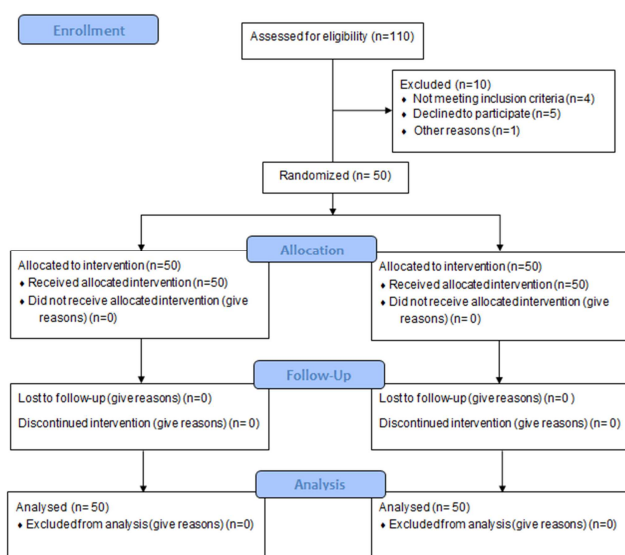 Enrollment
Assessed for eligibility (n=110)
Excluded (n=10)
♦ Not meeting inclusion criteria (n=4)
♦ Declined to participate (n=5)
♦ Other reasons (n=1)
Randomized (n= 50)
Allocation
Allocated to intervention (n=50)
♦ Received allocated intervention (n=50)
♦ Did not receive allocated intervention (give
reasons) (n=0)
Allocated to intervention (n=50)
♦ Received allocated intervention (n=50)
♦ Did not receive allocated intervention (give
reasons) (n= 0)
Follow-Up
Lost to follow-up (give reasons) (n=0)
Discontinued intervention (give reasons) (n= 0)
Lost to follow-up (give reasons) (n=0 )
Discontinued intervention (give reasons) (n= 0)
Analysis
Analysed (n= 50)
♦ Excluded from analysis (give reasons) (n=0)
Analysed (n= 50)
♦ Excluded from analysis (give reasons) (n=0)